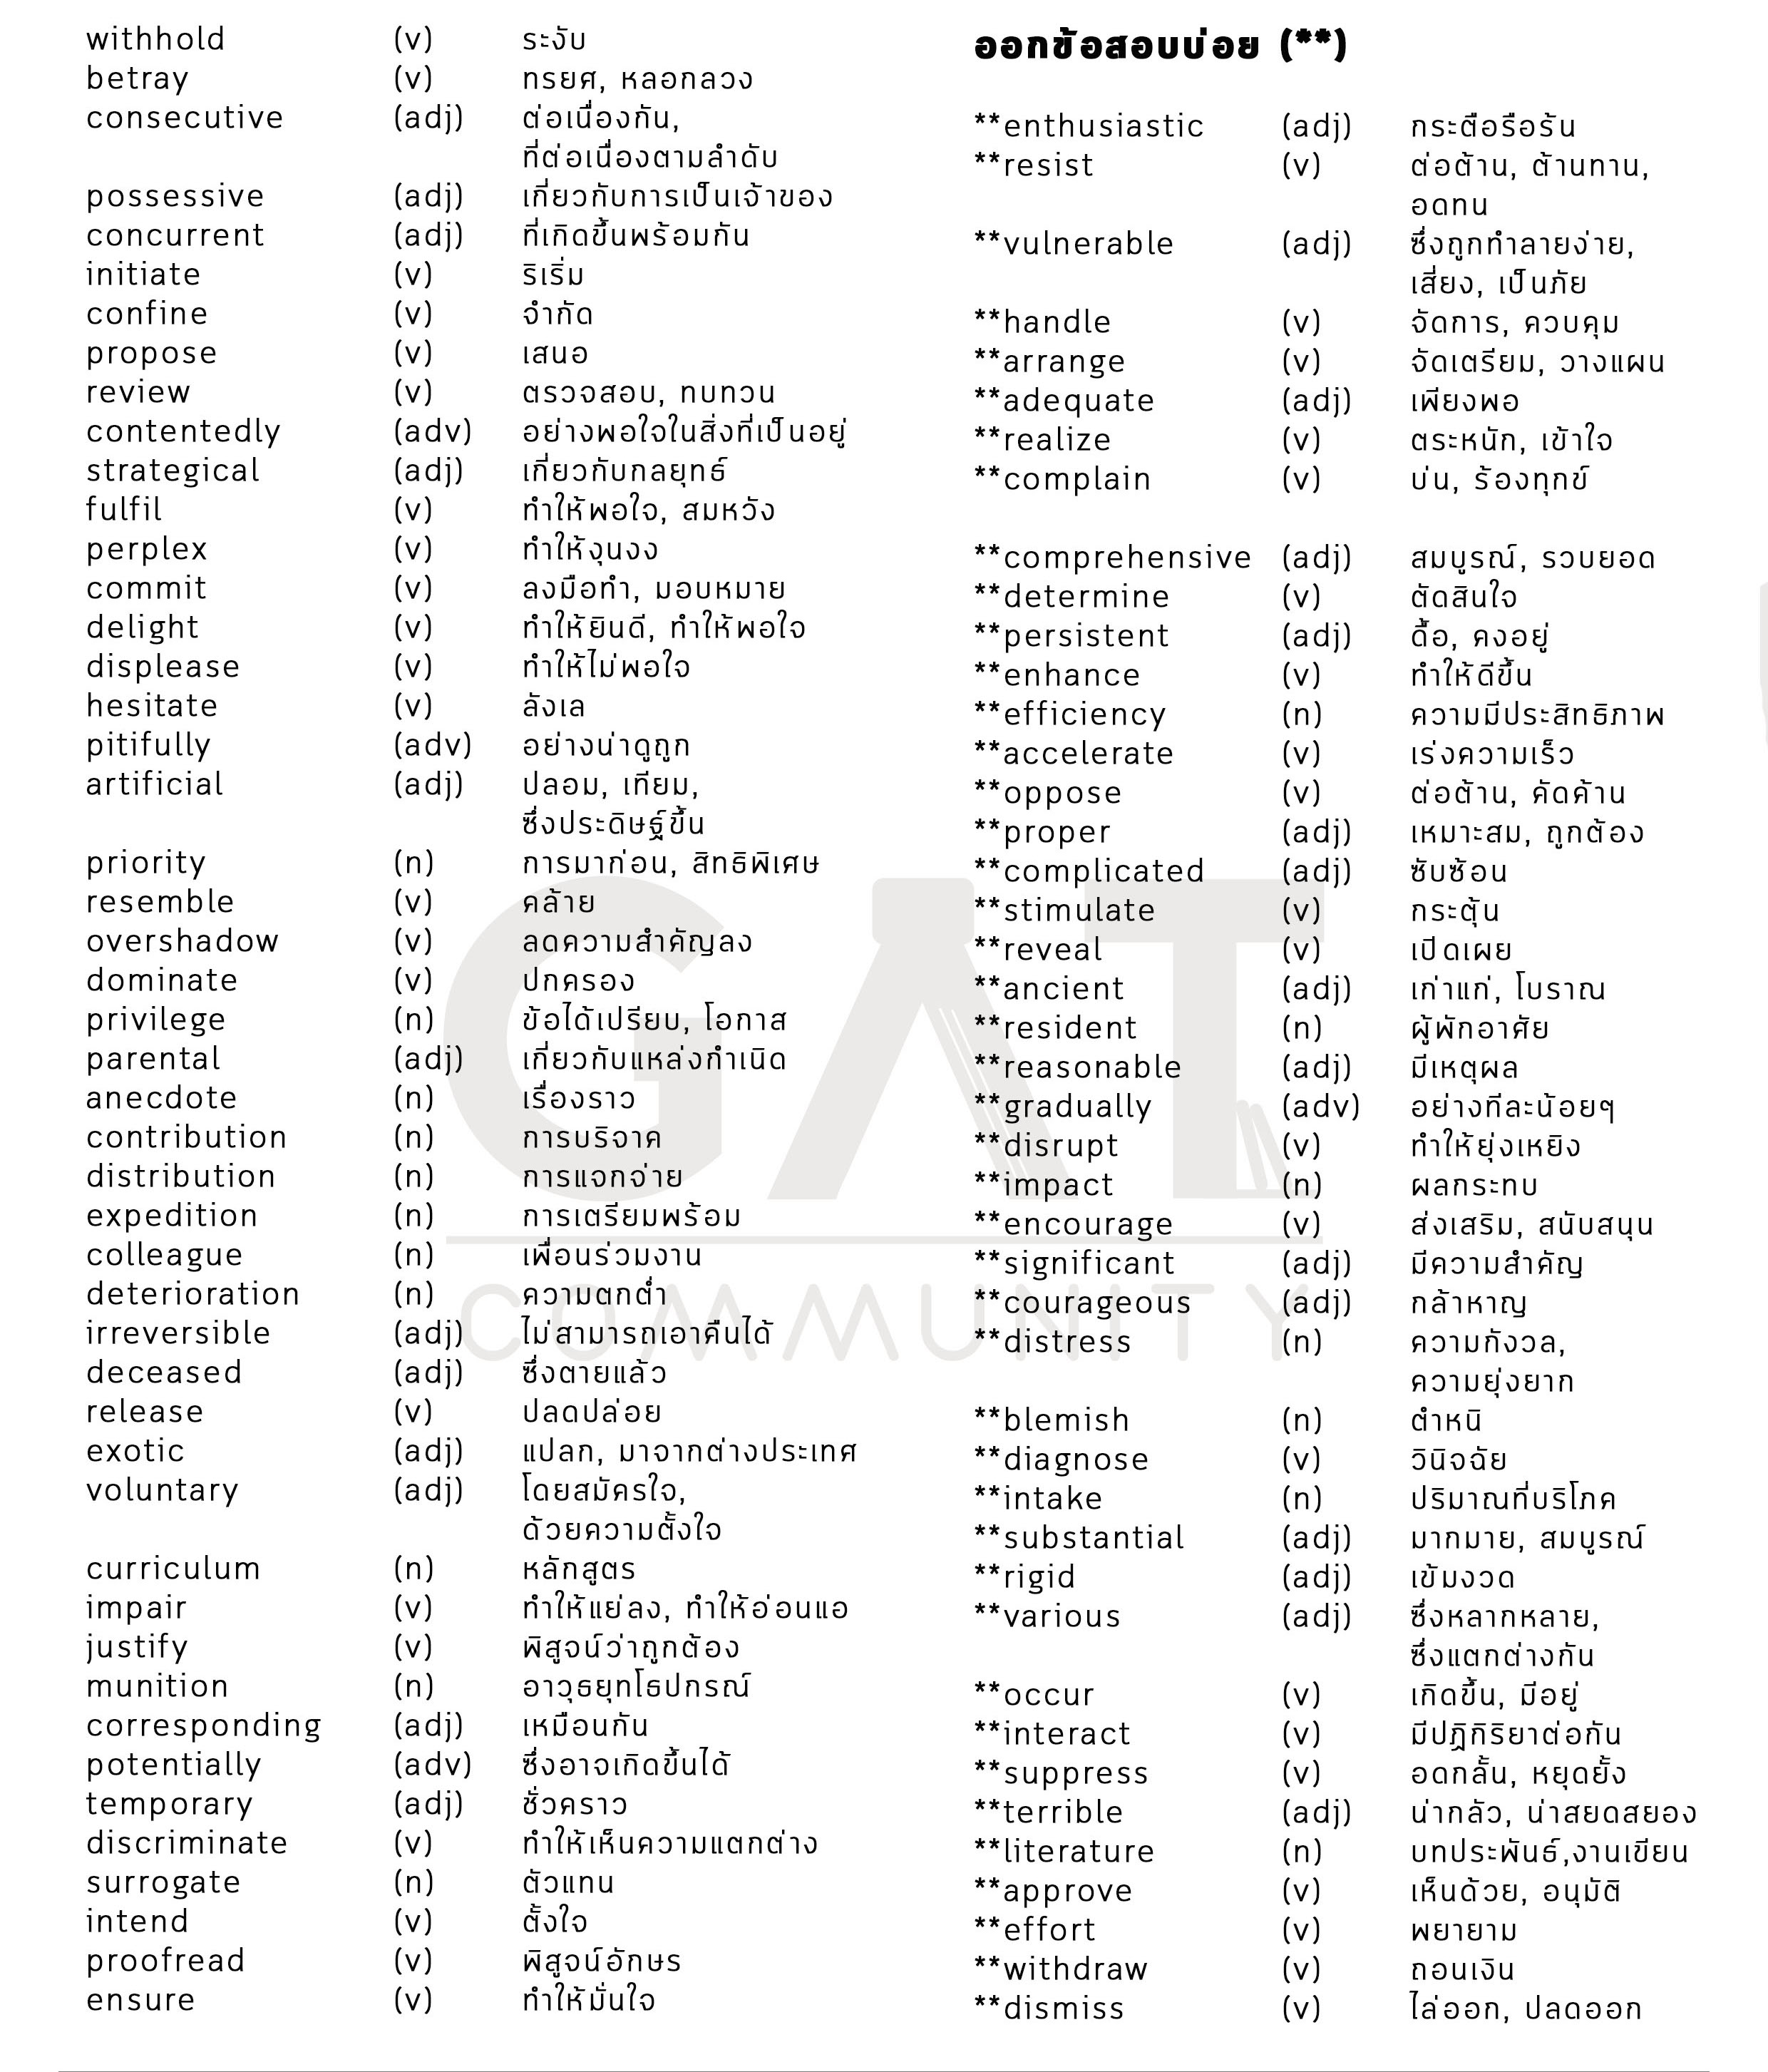 withhold (v) ระงับ
betray (v) ทรยศ, หลอกลวง
consecutive (adj) ต่อเนื่องกัน,
ที่ต่อเนื่องตามลำดับ
possessive (adj) เกี่ยวกับการเป็นเจ้าของ
concurrent (adj) ที่เกิดขึ้นพร้อมกัน
initiate (v) ริเริ่ม
confine (v) จำกัด
propose (v) เสนอ
review (v) ตรวจสอบ, ทบทวน
contentedly (adv) อย่างพอใจในสิ่งที่เป็นอยู่
strategical (adj) เกี่ยวกับกลยุทธ์
fulfil (v) ทำให้พอใจ, สมหวัง
perplex (v) ทำให้งุนงง
commit (v) ลงมือทำ, มอบหมาย
delight (v) ทำให้ยินดี, ทำให้พอใจ
displease (v) ทำให้ไม่พอใจ
hesitate (v) ลังเล
pitifully (adv) อย่างน่าดูถูก
artificial (adj) ปลอม, เทียม,
ซึ่งประดิษฐ์ขึ้น
priority (n) การมาก่อน, สิทธิพิเศษ
resemble (v) คล้าย
overshadow (v) ลดความสำคัญลง
dominate (v) ปกครอง
privilege (n) ข้อได้เปรียบ, โอกาส
parental (adj) เกี่ยวกับแหล่งกำเนิด
anecdote (n) เรื่องราว
contribution (n) การบริจาค
distribution (n) การแจกจ่าย
expedition (n) การเตรียมพร้อม
colleague (n) เพื่อนร่วมงาน
deterioration (n) ความตกต่ำ
irreversible (adj) ไม่สามารถเอาคืนได้
deceased (adj) ซึ่งตายแล้ว
release (v) ปลดปล่อย
exotic (adj) แปลก, มาจากต่างประเทศ
voluntary (adj) โดยสมัครใจ,
ด้วยความตั้งใจ
curriculum (n) หลักสูตร
impair (v) ทำให้แย่ลง, ทำให้อ่อนแอ
justify (v) พิสูจน์ว่าถูกต้อง
munition (n) อาวุธยุทโธปกรณ์
corresponding (adj) เหมือนกัน
potentially (adv) ซึ่งอาจเกิดขึ้นได้
temporary (adj) ชั่วคราว
discriminate (v) ทำให้เห็นความแตกต่าง
surrogate (n) ตัวแทน
intend (v) ตั้งใจ
proofread (v) พิสูจน์อักษร
ensure (v) ทำให้มั่นใจ
ออกข้อสอบบ่อย (**)
**enthusiastic (adj) กระตือรือร้น
**resist (v) ต่อต้าน, ต้านทาน,
อดทน
**vulnerable (adj) ซึ่งถูกทำลายง่าย,
เสี่ยง, เป็นภัย
**handle (v) จัดการ, ควบคุม
**arrange (v) จัดเตรียม, วางแผน
**adequate (adj) เพียงพอ
**realize (v) ตระหนัก, เข้าใจ
**complain (v) บ่น, ร้องทุกข์
**comprehensive (adj) สมบูรณ์, รวบยอด
**determine (v) ตัดสินใจ
**persistent (adj) ดื้อ, คงอยู่
**enhance (v) ทำให้ดีขึ้น
**efficiency (n) ความมีประสิทธิภาพ
**accelerate (v) เร่งความเร็ว
**oppose (v) ต่อต้าน, คัดค้าน
**proper (adj) เหมาะสม, ถูกต้อง
**complicated (adj) ซับซ้อน
**stimulate (v) กระตุ้น
**reveal (v) เปิดเผย
**ancient (adj) เก่าแก่, โบราณ
**resident (n) ผู้พักอาศัย
**reasonable (adj) มีเหตุผล
**gradually (adv) อย่างทีละน้อยๆ
**disrupt (v) ทำให้ยุ่งเหยิง
**impact (n) ผลกระทบ
**encourage (v) ส่งเสริม, สนับสนุน
**significant (adj) มีความสำคัญ
**courageous (adj) กล้าหาญ
**distress (n) ความกังวล,
ความยุ่งยาก
**blemish (n) ตำหนิ
**diagnose (v) วินิจฉัย
**intake (n) ปริมาณที่บริโภค
**substantial (adj) มากมาย, สมบูรณ์
**rigid (adj) เข้มงวด
**various (adj) ซึ่งหลากหลาย,
ซึ่งแตกต่างกัน
**occur (v) เกิดขึ้น, มีอยู่
**interact (v) มีปฏิกิริยาต่อกัน
**suppress (v) อดกลั้น, หยุดยั้ง
**terrible (adj) น่ากลัว, น่าสยดสยอง
**literature (n) บทประพันธ์,งานเขียน
**approve (v) เห็นด้วย, อนุมัติ
**effort (v) พยายาม
**withdraw (v) ถอนเงิน
**dismiss (v) ไล่ออก, ปลดออก
GAT
COMMUNITY